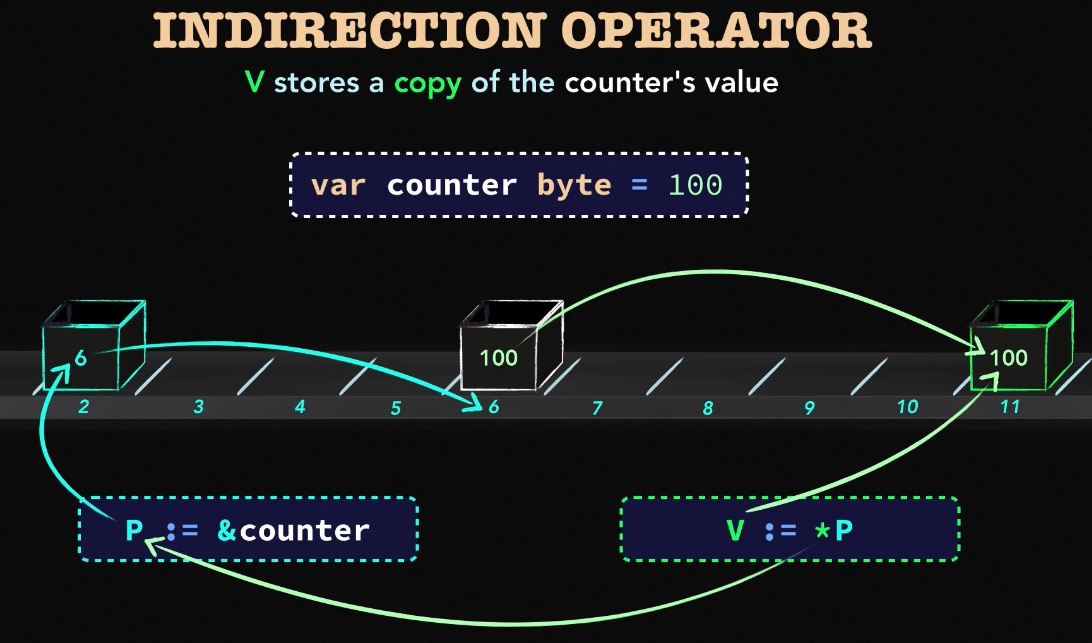 INDIRECTION OPERATOR
V stores a copy of the counter's value
var counter byte = 100
6
100
100
2 3 4 5 6 7 8 9 10 11
P := &counter
V := *P